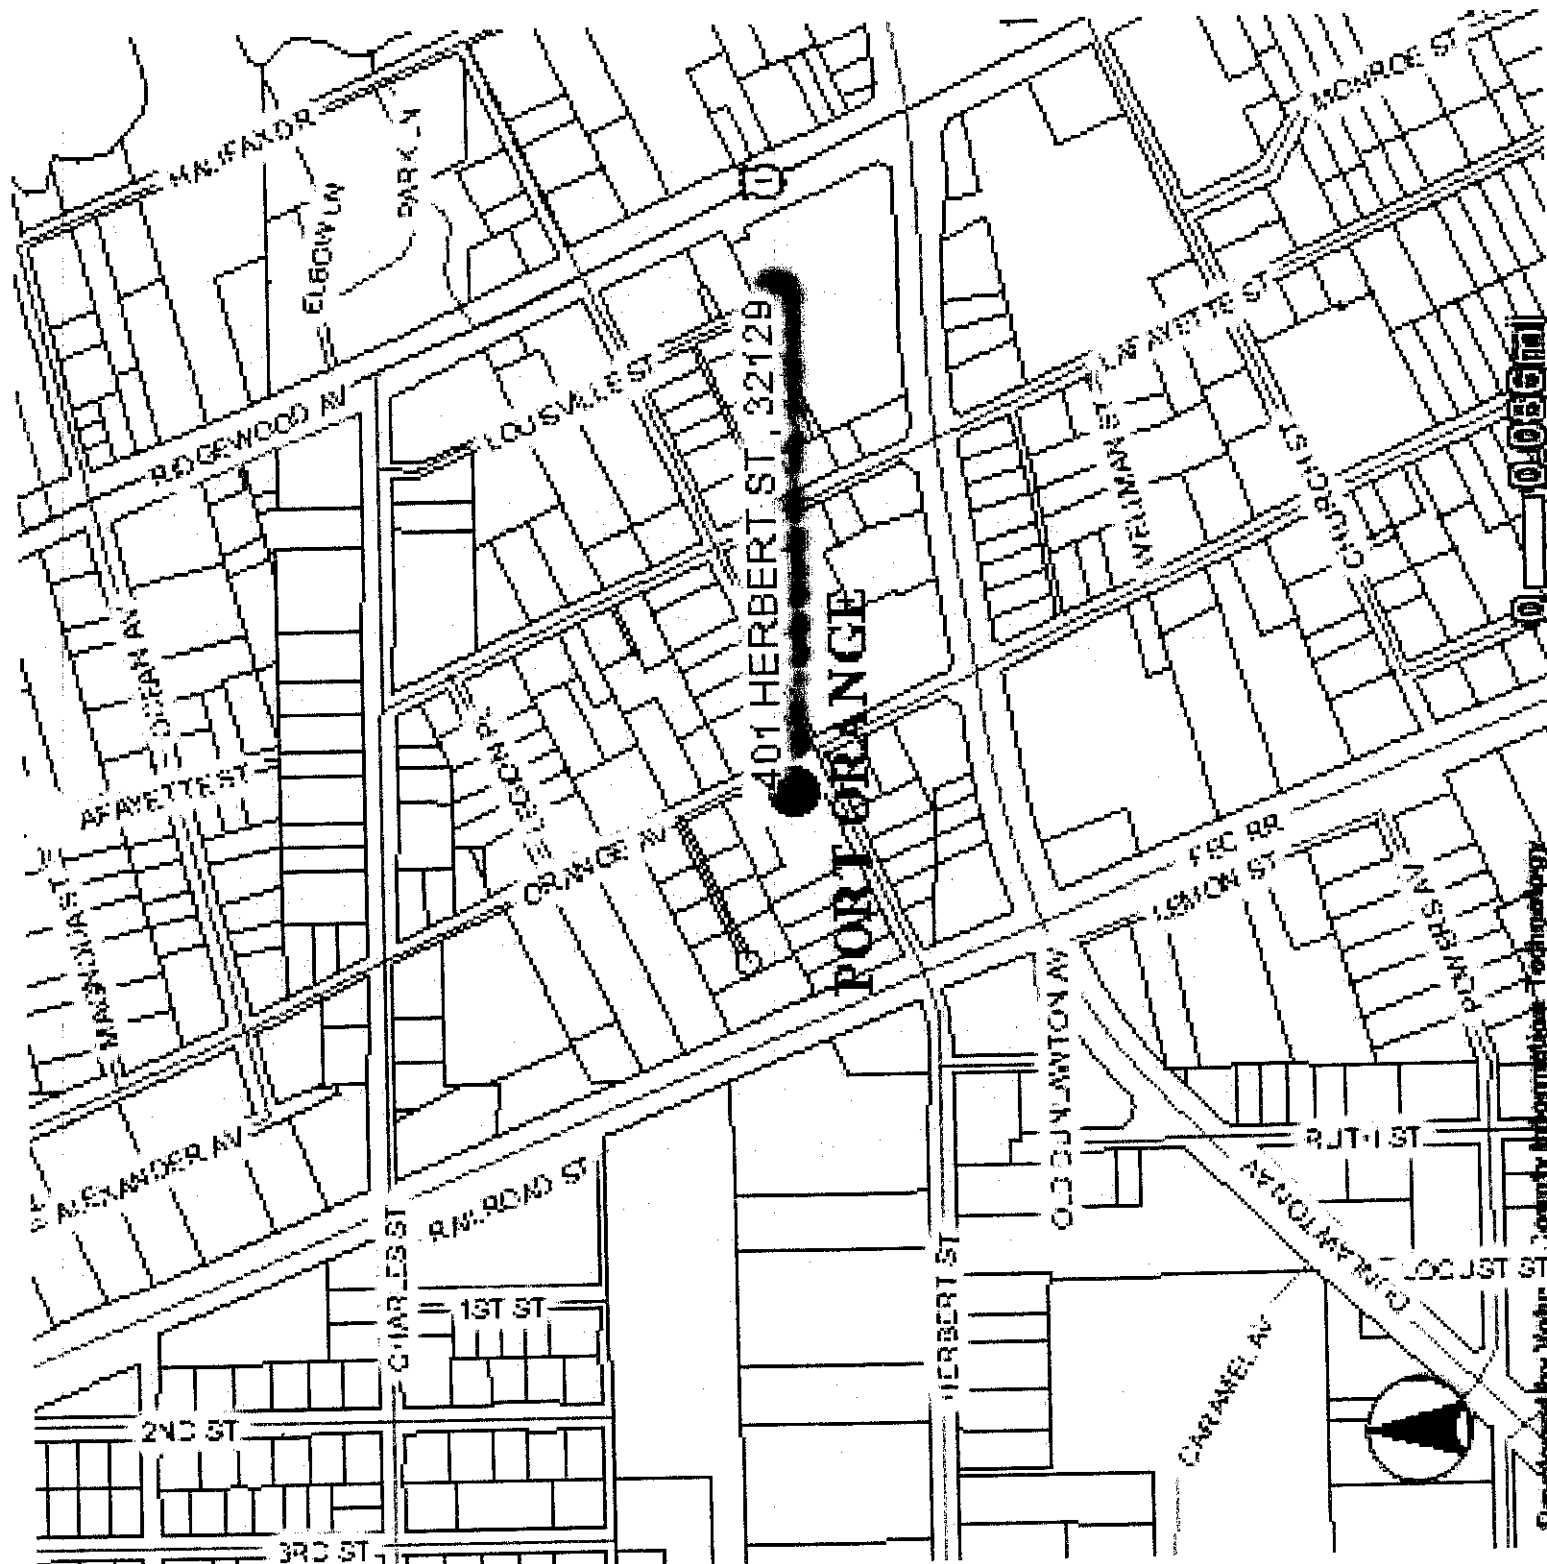 HALIFAX DR
PARK LN
ELBOW LN
MONROE ST
1
RIDGEWOOD AV
LOUISVILLE ST
401 HERBERT ST, 32129
LAFAYETTE ST
WELLMAN ST
CHURCH ST
OCEAN AV
AFAYETTE ST
PORT ORANGE
ORANGE AV
MAGNOLIA ST
FEC RR
LEMON ST
POWERS AV
OLD DUNLAWTON AV
ALEXANDER AV
RAILROAD ST
RUTH ST
DUNLAWTON AV
LOCUST ST
CHARLES ST
1ST ST
HERBERT ST
CARAMEL AV
2ND ST
3RD ST
0